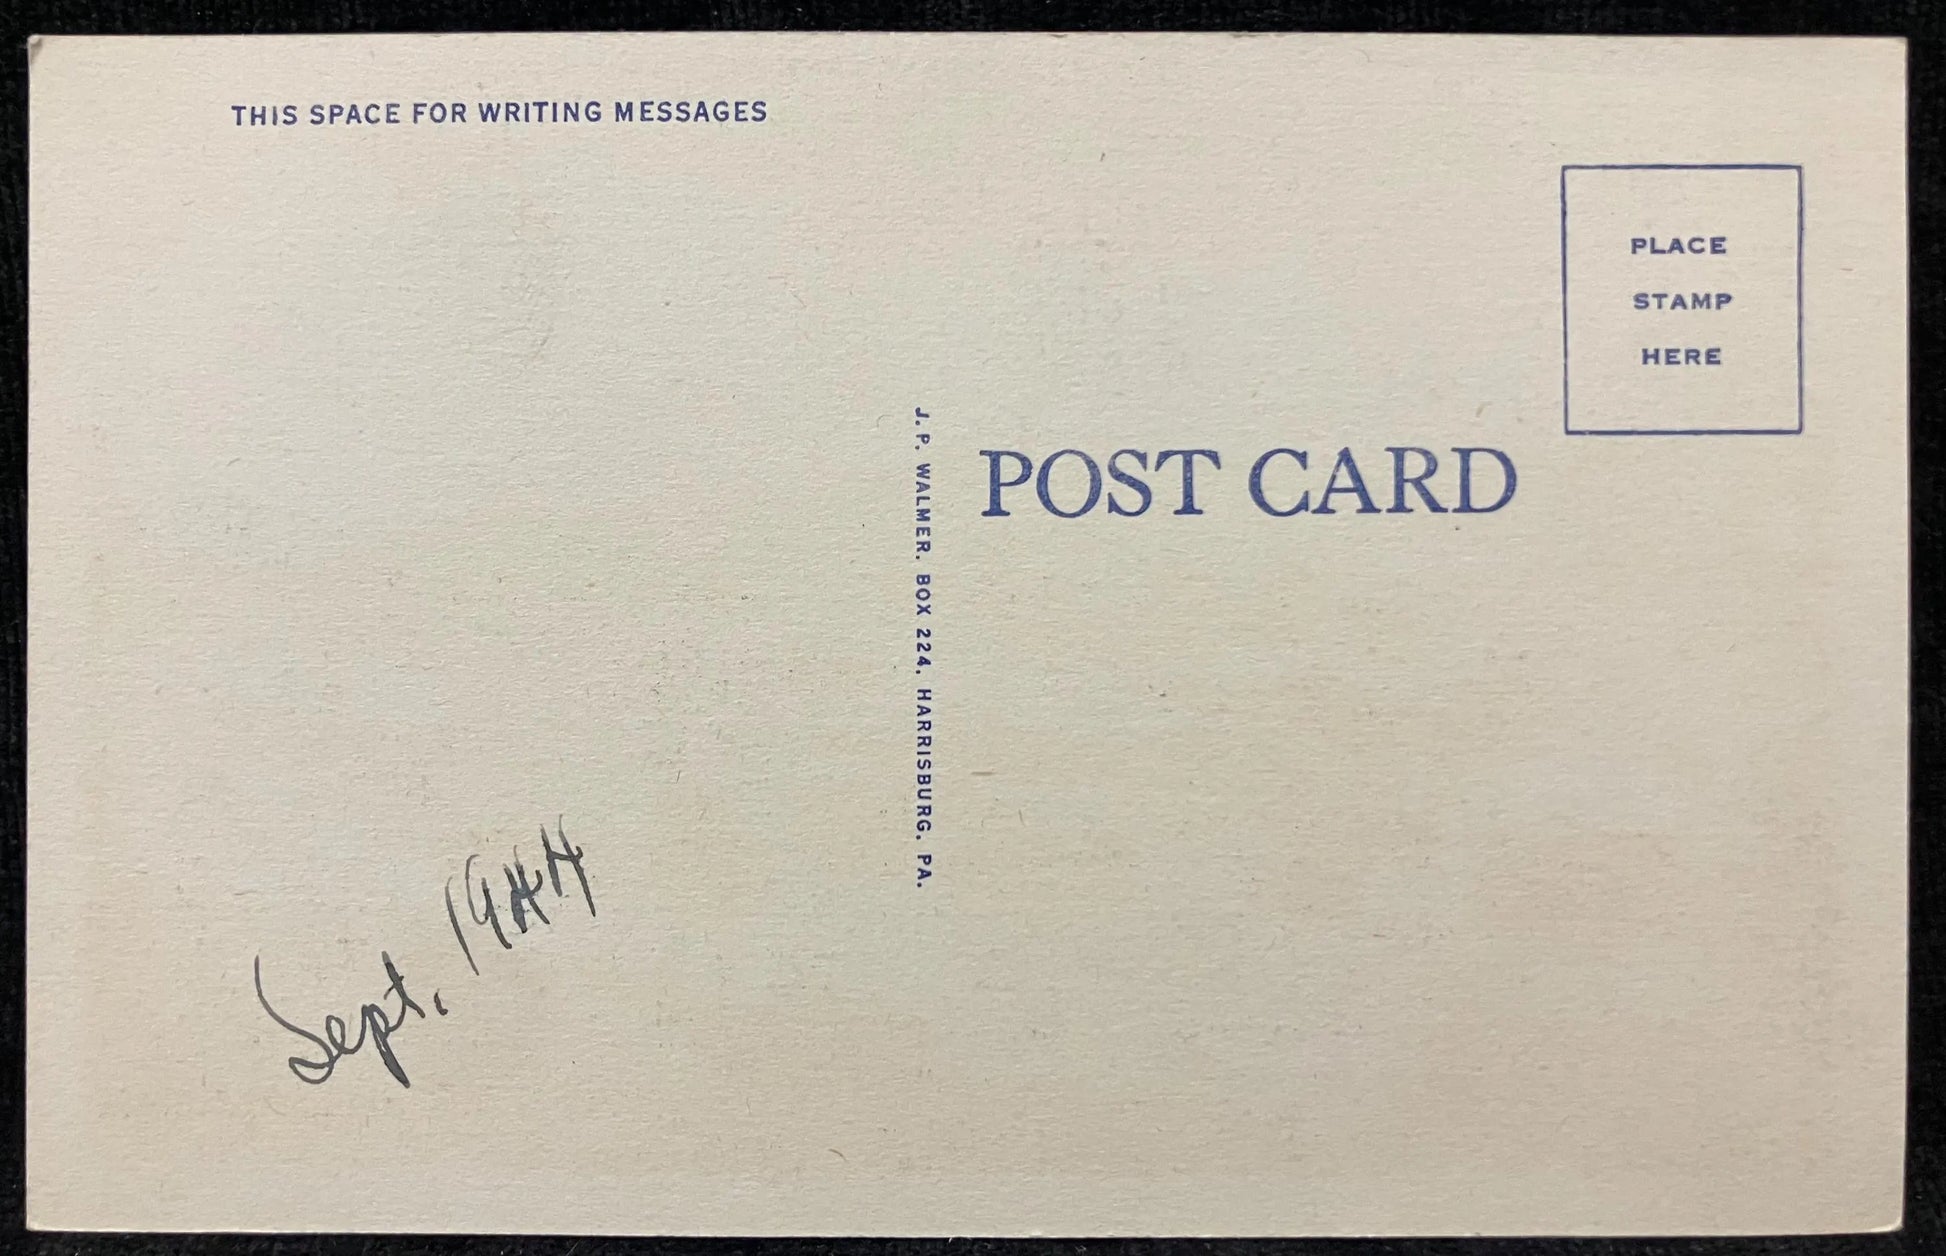 THIS SPACE FOR WRITING MESSAGES
PLACE
STAMP
HERE
POST CARD
J. P. WALMER, BOX 224, HARRISBURG, PA.
Sept. 1944